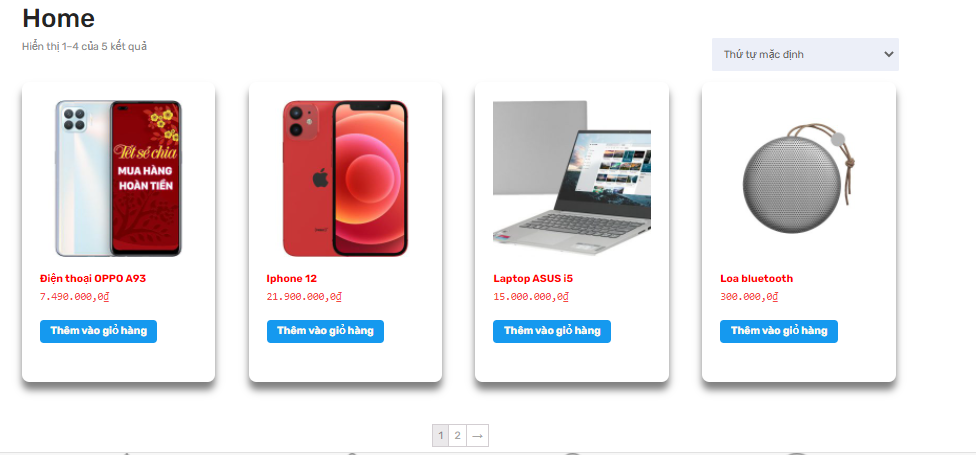 Home
Hiển thị 1–4 của 5 kết quả
Thứ tự mặc định
Tết sẻ chia
MUA HÀNG
HOÀN TIỀN
Điện thoại OPPO A93
7.490.000,0₫
Thêm vào giỏ hàng
Iphone 12
21.900.000,0₫
Thêm vào giỏ hàng
Laptop ASUS i5
15.000.000,0₫
Thêm vào giỏ hàng
Loa bluetooth
300.000,0₫
Thêm vào giỏ hàng
1 2 →